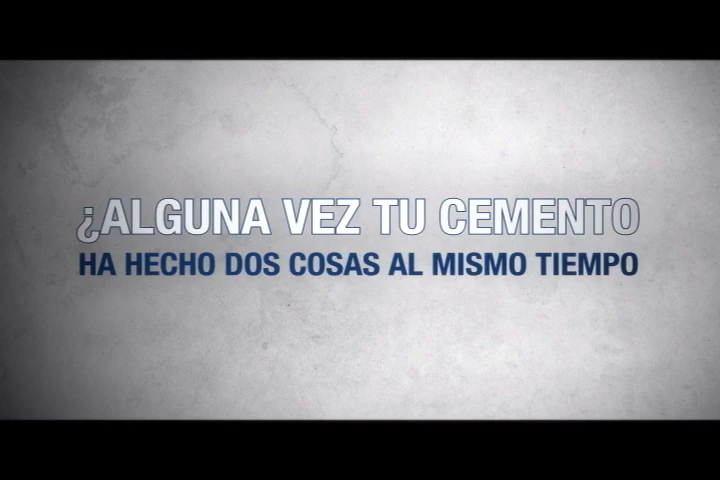 ¿ALGUNA VEZ TU CEMENTO
HA HECHO DOS COSAS AL MISMO TIEMPO